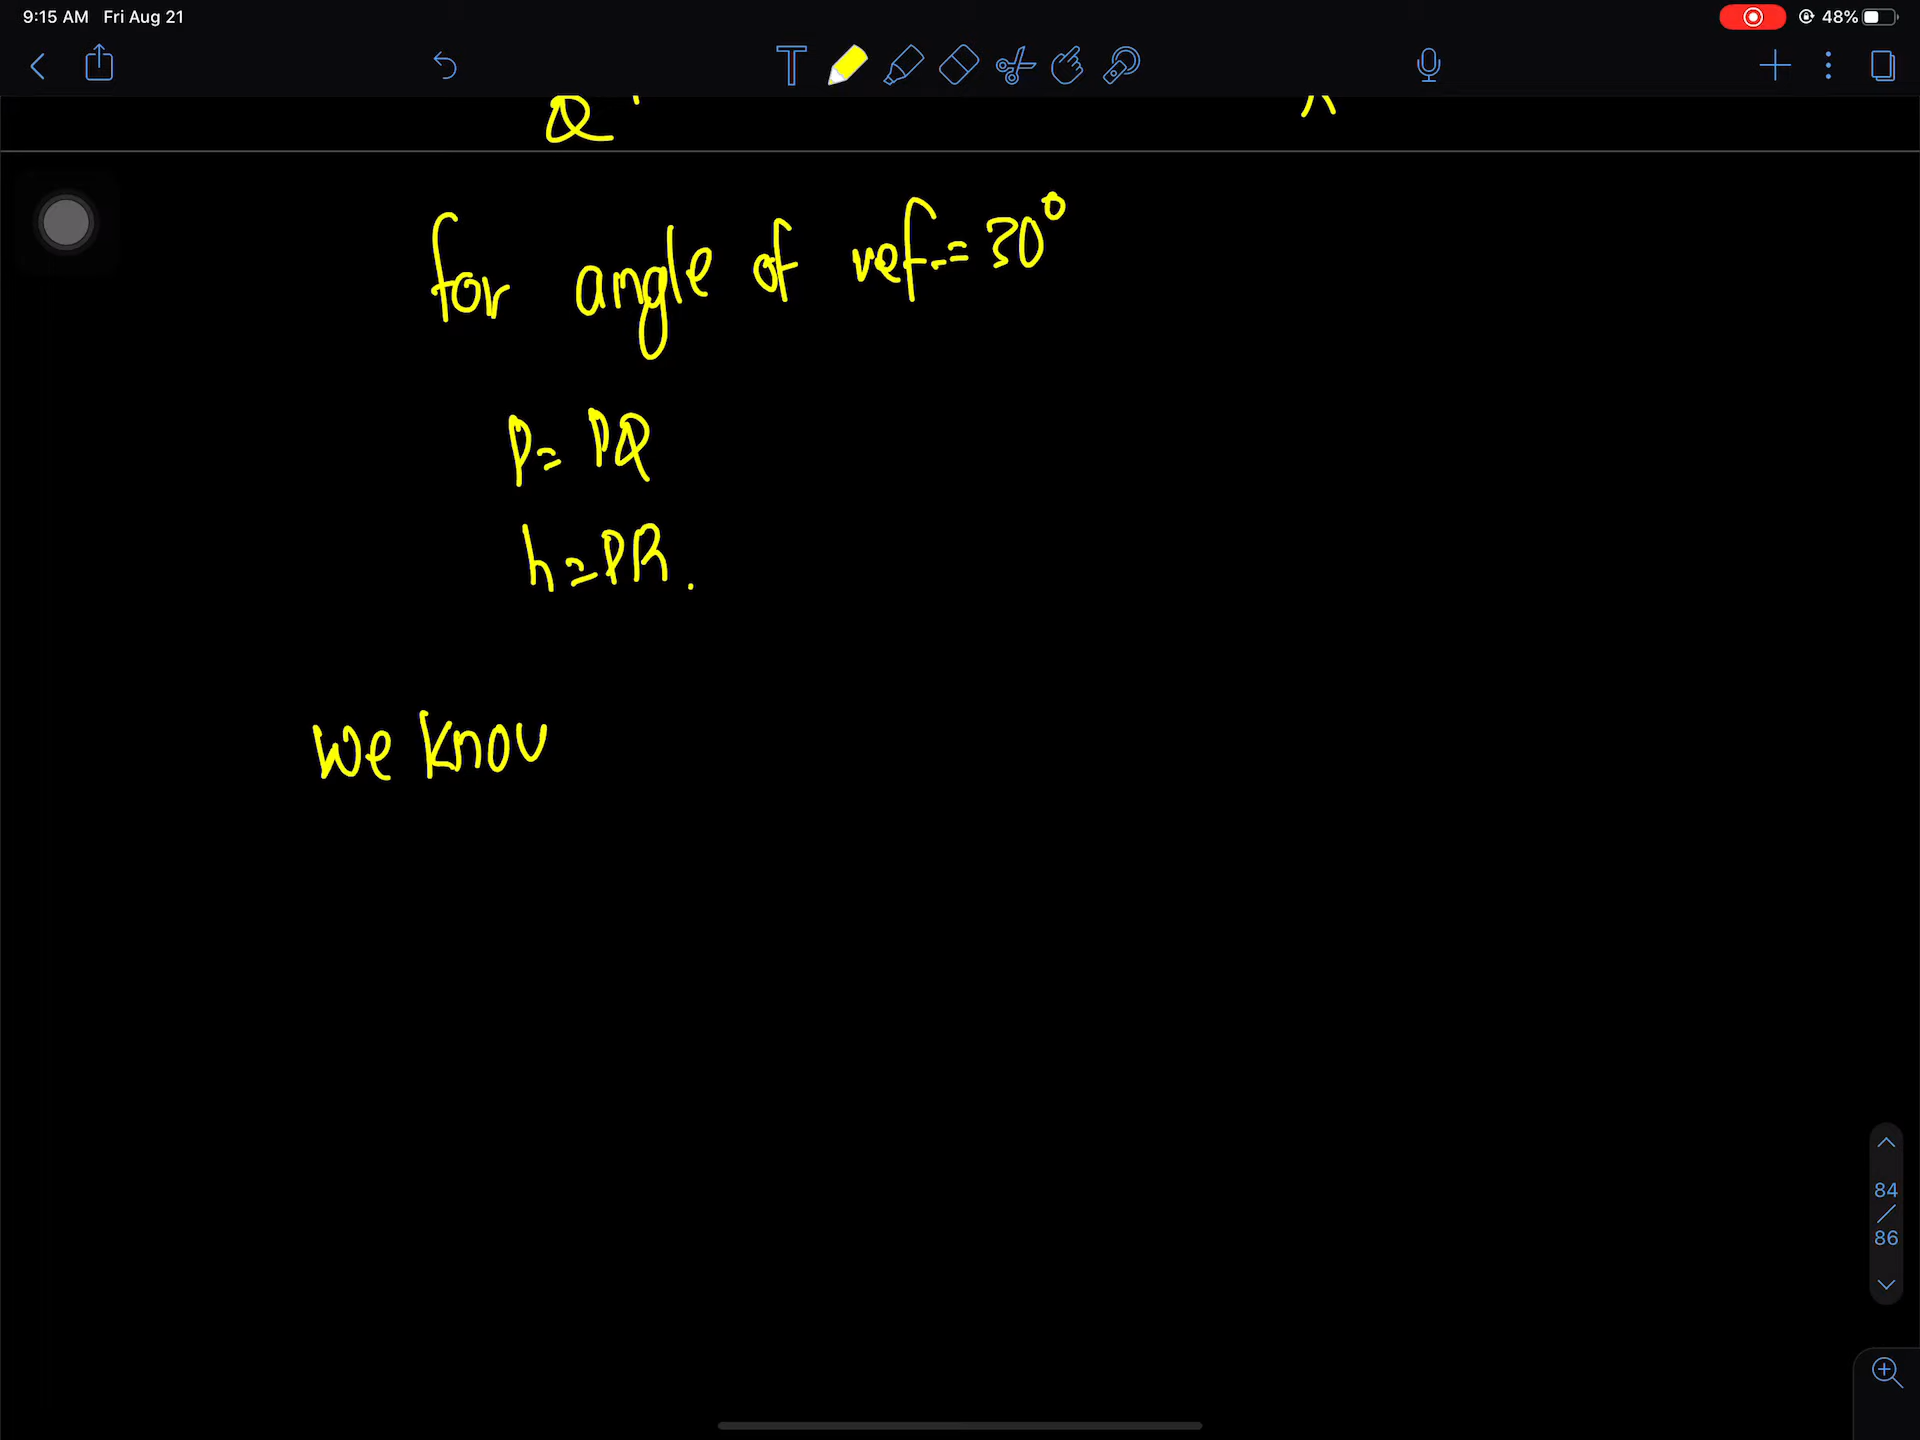 9:15 AM Fri Aug 21
48%
T
Q
for angle of ref.= 30°
P= PQ
h=PR.
We know
84
/
86